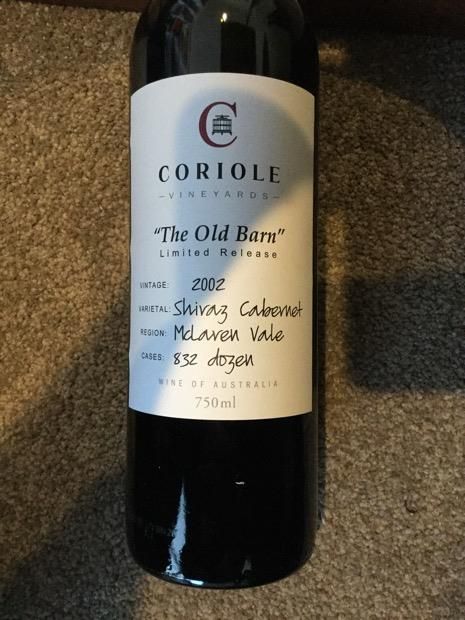 C
CORIOLE
—VINEYARDS—
“The Old Barn”
Limited Release
VINTAGE: 2002
VARIETAL: Shiraz Cabernet
REGION: McLaren Vale
CASES: 832 dozen
WINE OF AUSTRALIA
750ml